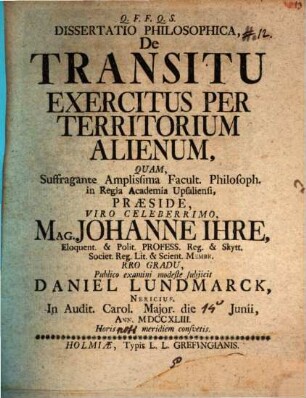 Q. F. F. Q. S.
DISSERTATIO PHILOSOPHICA,
#012.
De
TRANSITU
EXERCITUS PER
TERRITORIUM
ALIENUM,
QUAM,
Suffragante Amplissima Facult. Philosoph.
in Regia Academia Upsaliensi,
PRÆSIDE,
VIRO CELEBERRIMO,
MAG. JOHANNE IHRE,
Eloquent. & Polit. PROFESS. Reg. & Skytt.
Societ. Reg. Lit. & Scient. MEMBR.
RRO GRADU,
Publico examini modeste subjicit
DANIEL LUNDMARCK,
NERICIUS.
In Audit. Carol. Major. die Junii,
ANN. MDCCXLIII.
Horis meridiem consvetis.
HOLMIÆ, Typis L. L. GREFINGIANIS.
P